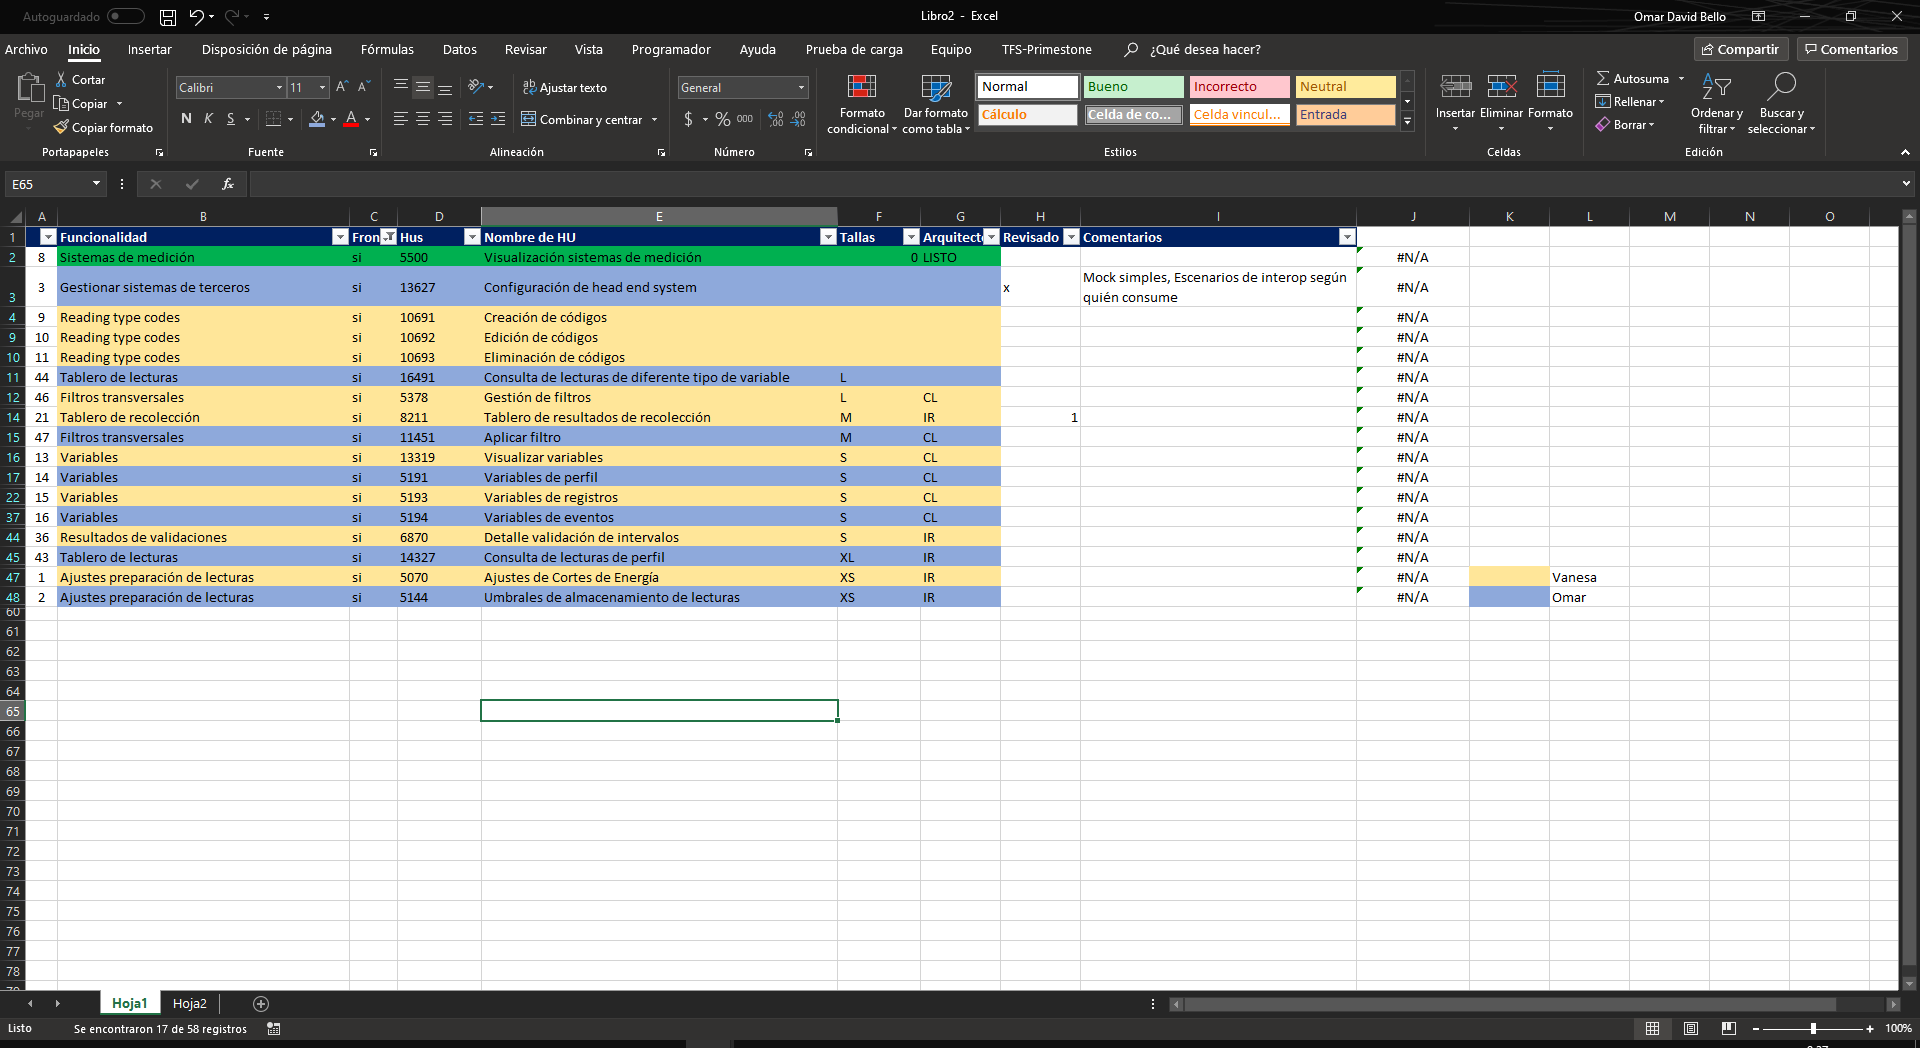 Autoguardado
Libro2 - Excel
Omar David Bello
Archivo Inicio Insertar Disposición de página Fórmulas Datos Revisar Vista Programador Ayuda Prueba de carga Equipo TFS-Primestone ¿Qué desea hacer? Compartir Comentarios
Pegar
Cortar
Copiar
Copiar formato
Portapapeles
Calibri 11
N K S
Fuente
Ajustar texto
Combinar y centrar
Alineación
General
$ % 000
Número
Formato condicional
Dar formato como tabla
Normal Bueno Incorrecto Neutral
Cálculo Celda de co... Celda vincul... Entrada
Estilos
Insertar Eliminar Formato
Celdas
Autosuma
Rellenar
Borrar
Ordenar y filtrar
Buscar y seleccionar
Edición
E65 fx
A B C D E F G H I J K L M N O
1 Funcionalidad Fron Hus Nombre de HU Tallas Arquitect Revisado Comentarios
2 8 Sistemas de medición si 5500 Visualización sistemas de medición 0 LISTO #N/A
3 3 Gestionar sistemas de terceros si 13627 Configuración de head end system x Mock simples, Escenarios de interop según quién consume #N/A
4 9 Reading type codes si 10691 Creación de códigos #N/A
9 10 Reading type codes si 10692 Edición de códigos #N/A
10 11 Reading type codes si 10693 Eliminación de códigos #N/A
11 44 Tablero de lecturas si 16491 Consulta de lecturas de diferente tipo de variable L #N/A
12 46 Filtros transversales si 5378 Gestión de filtros L CL #N/A
14 21 Tablero de recolección si 8211 Tablero de resultados de recolección M IR 1 #N/A
15 47 Filtros transversales si 11451 Aplicar filtro M CL #N/A
16 13 Variables si 13319 Visualizar variables S CL #N/A
17 14 Variables si 5191 Variables de perfil S CL #N/A
22 15 Variables si 5193 Variables de registros S CL #N/A
37 16 Variables si 5194 Variables de eventos S CL #N/A
44 36 Resultados de validaciones si 6870 Detalle validación de intervalos S IR #N/A
45 43 Tablero de lecturas si 14327 Consulta de lecturas de perfil XL IR #N/A
47 1 Ajustes preparación de lecturas si 5070 Ajustes de Cortes de Energía XS IR #N/A Vanesa
48 2 Ajustes preparación de lecturas si 5144 Umbrales de almacenamiento de lecturas XS IR #N/A Omar
60
61
62
63
64
65
66
67
68
69
70
71
72
73
74
75
76
77
78
Hoja1 Hoja2
Listo Se encontraron 17 de 58 registros 100%